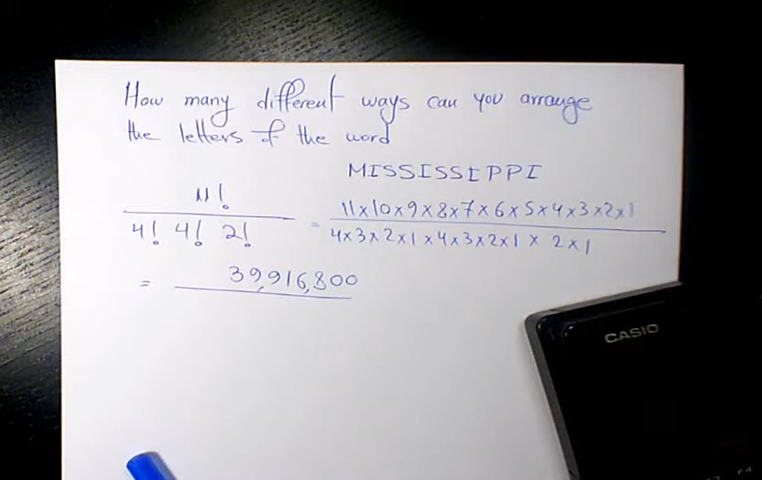 How many different ways can you arrange
the letters of the word
MISSISSIPPI
11!
4! 4! 2!
= 11×10×9×8×7×6×5×4×3×2×1
4×3×2×1×4×3×2×1 × 2×1
= 39,916,800
CASIO